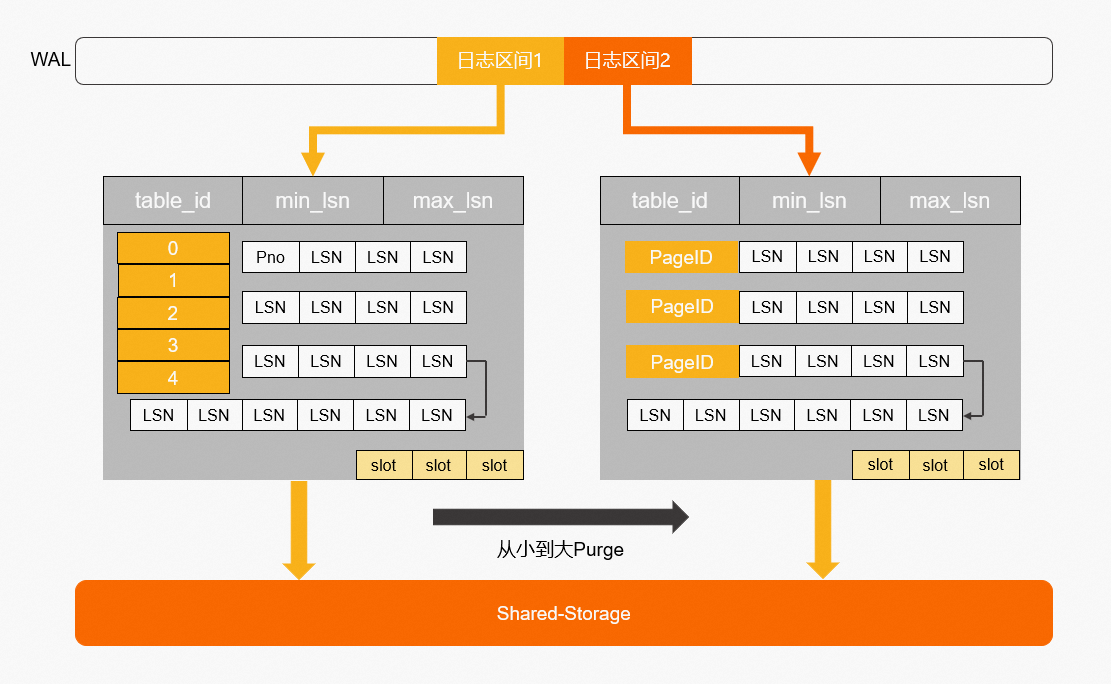 WAL 日志区间1 日志区间2
table_id min_lsn max_lsn
0 Pno LSN LSN LSN
1
2 LSN LSN LSN LSN
3 LSN LSN LSN LSN
4
LSN LSN LSN LSN LSN LSN
slot slot slot
table_id min_lsn max_lsn
PageID LSN LSN LSN LSN
PageID LSN LSN LSN LSN
PageID LSN LSN LSN LSN
LSN LSN LSN LSN LSN LSN
slot slot slot
从小到大Purge
Shared-Storage